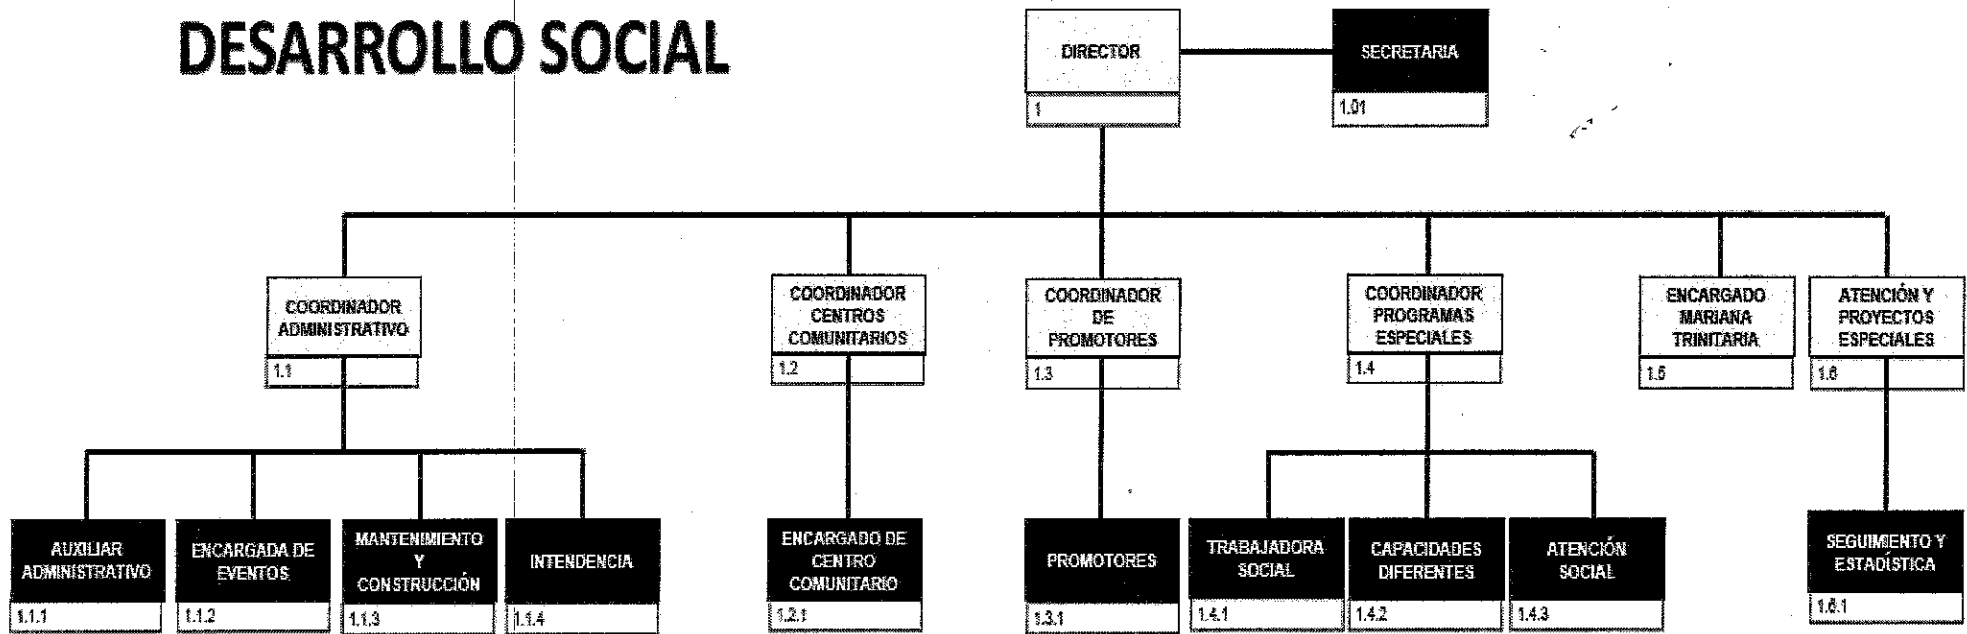 DESARROLLO SOCIAL
DIRECTOR
1
SECRETARIA
1.01
COORDINADOR
ADMINISTRATIVO
1.1
COORDINADOR
CENTROS
COMUNITARIOS
1.2
COORDINADOR
DE
PROMOTORES
1.3
COORDINADOR
PROGRAMAS
ESPECIALES
1.4
ENCARGADO
MARIANA
TRINITARIA
1.5
ATENCIÓN Y
PROYECTOS
ESPECIALES
1.6
AUXILIAR
ADMINISTRATIVO
1.1.1
ENCARGADA DE
EVENTOS
1.1.2
MANTENIMIENTO
Y
CONSTRUCCIÓN
1.1.3
INTENDENCIA
1.1.4
ENCARGADO DE
CENTRO
COMUNITARIO
1.2.1
PROMOTORES
1.3.1
TRABAJADORA
SOCIAL
1.4.1
CAPACIDADES
DIFERENTES
1.4.2
ATENCIÓN
SOCIAL
1.4.3
SEGUIMIENTO Y
ESTADÍSTICA
1.6.1